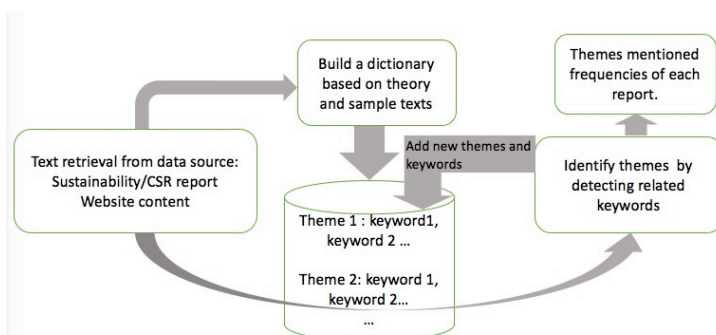 Build a dictionary
based on theory
and sample texts
Themes mentioned
frequencies of each
report.
Text retrieval from data source:
Sustainability/CSR report
Website content
Add new themes and
keywords
Identify themes  by
detecting related
keywords
Theme 1 : keyword1,
keyword 2 ...
Theme 2: keyword 1,
keyword 2...
...